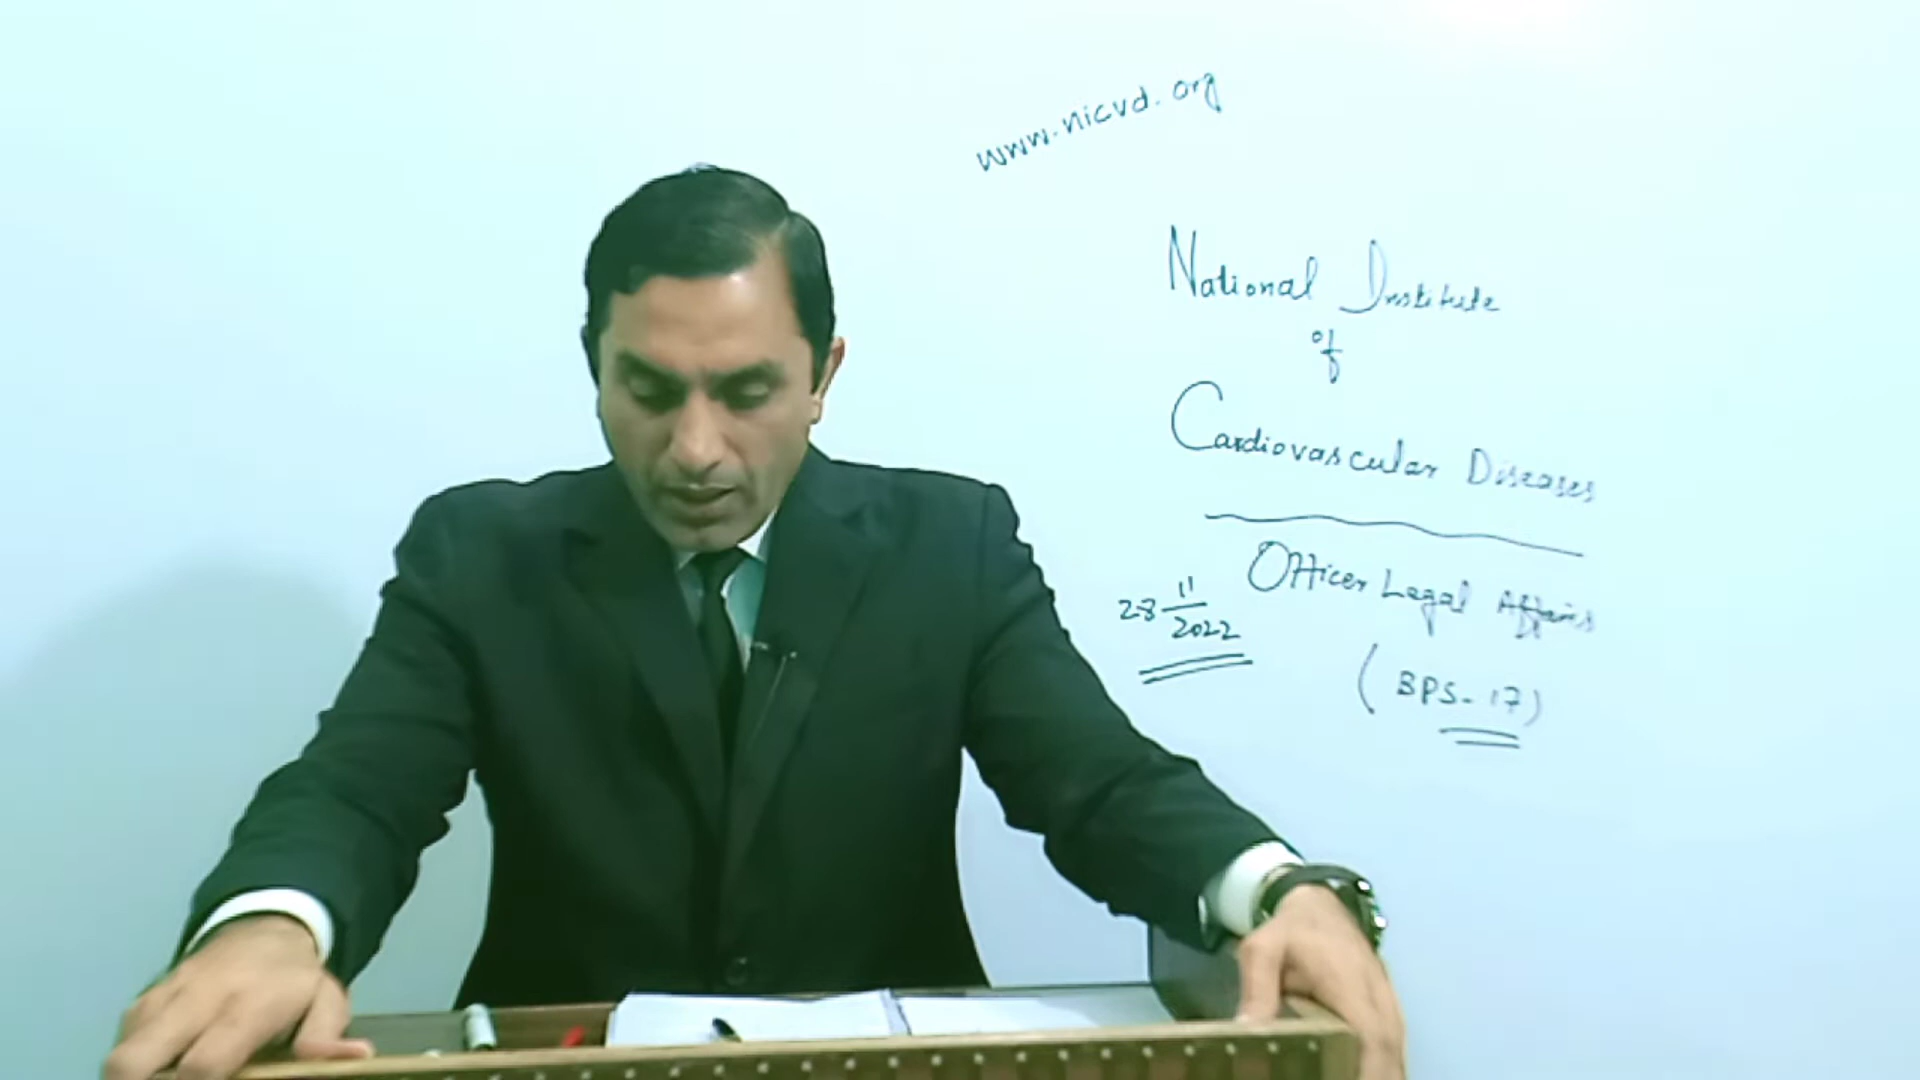 www.nicvd.org
National Institute
of
Cardiovascular Diseases
Officer Legal Affairs
28 11
2022
(BPS-17)